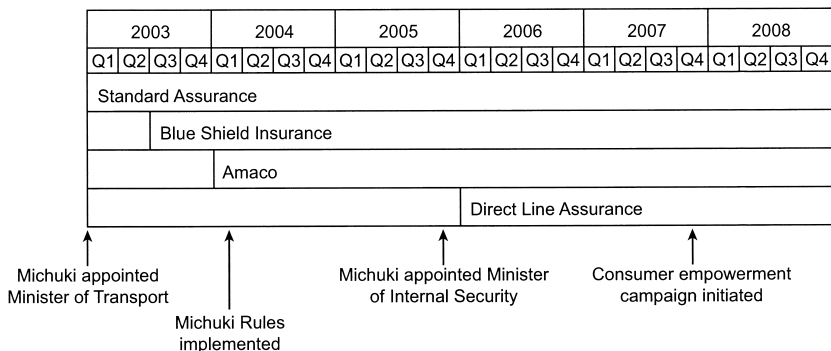 2003 2004 2005 2006 2007 2008
Q1 Q2 Q3 Q4 Q1 Q2 Q3 Q4 Q1 Q2 Q3 Q4 Q1 Q2 Q3 Q4 Q1 Q2 Q3 Q4 Q1 Q2 Q3 Q4
Standard Assurance
Blue Shield Insurance
Amaco
Direct Line Assurance
Michuki appointed
Minister of Transport
Michuki Rules
implemented
Michuki appointed Minister
of Internal Security
Consumer empowerment
campaign initiated